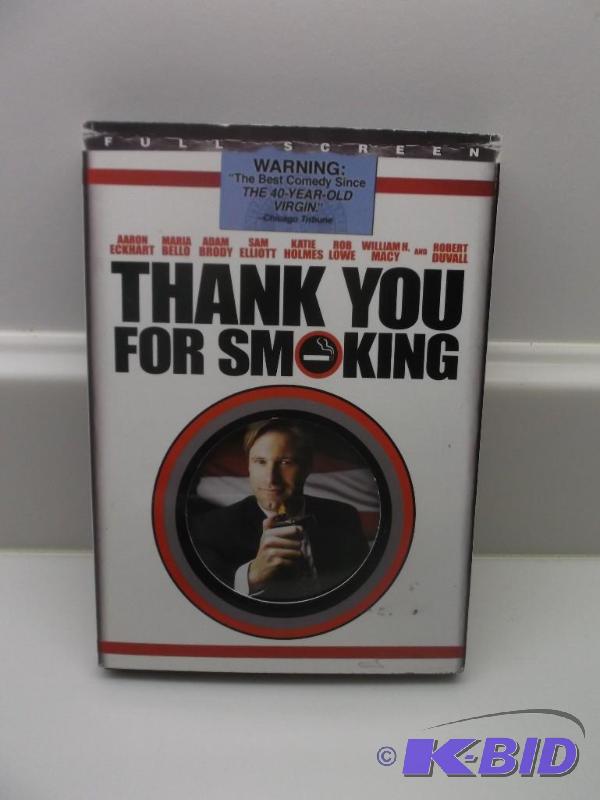 FULL SCREEN
WARNING:
"The Best Comedy Since
THE 40-YEAR-OLD
VIRGIN."
–Chicago Tribune
AARON ECKHART MARIA BELLO ADAM BRODY SAM ELLIOTT KATIE HOLMES ROB LOWE WILLIAM H. MACY AND ROBERT DUVALL
THANK YOU
FOR SMOKING
© K-BID